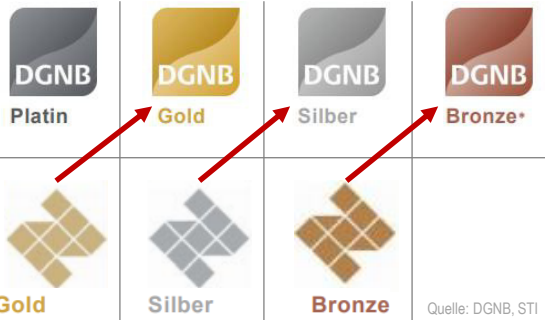 DGNB DGNB DGNB DGNB
Platin Gold Silber Bronze*
Gold Silber Bronze Quelle: DGNB, STI